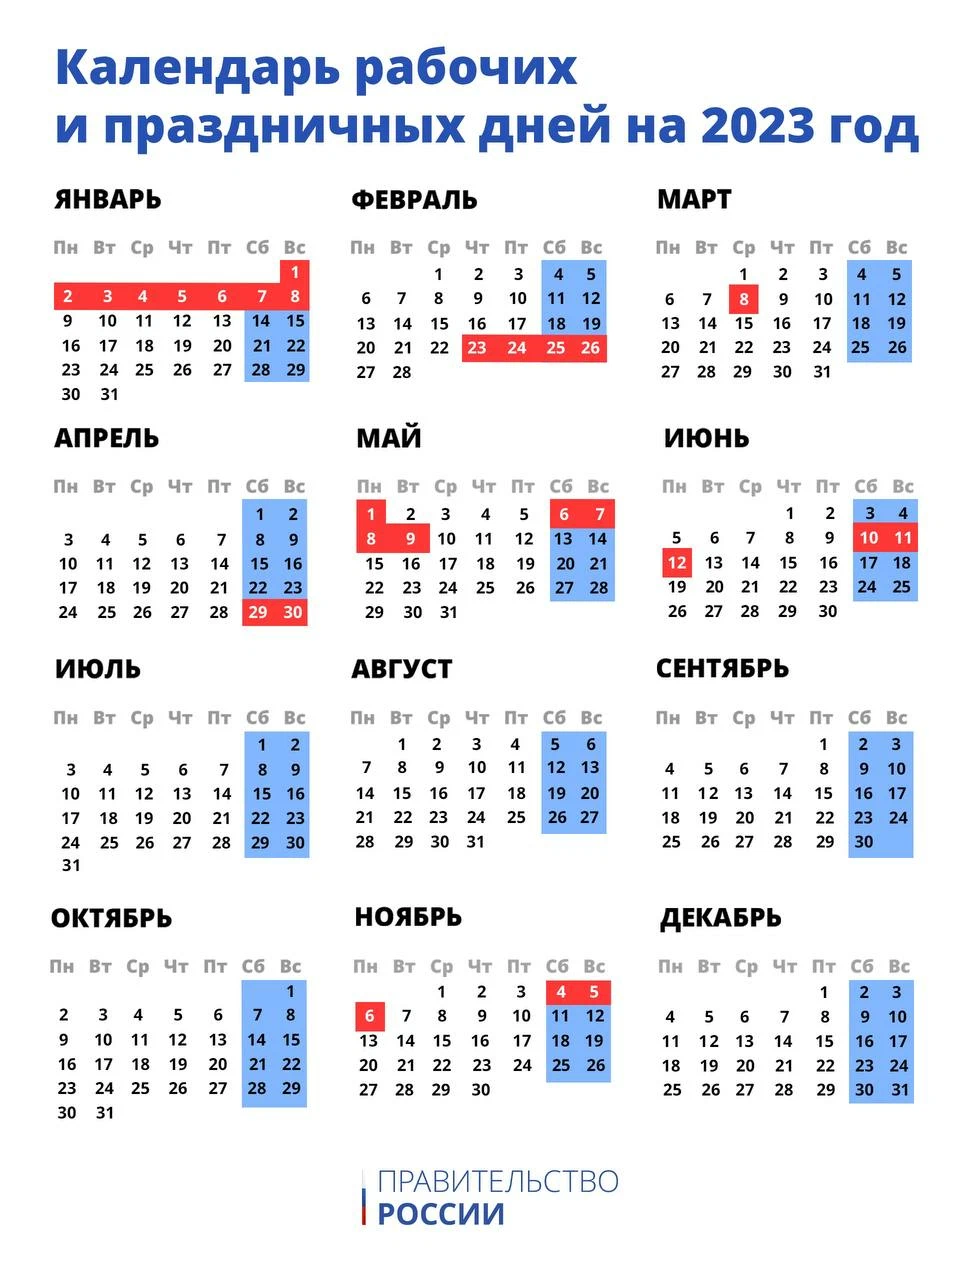 Календарь рабочих
и праздничных дней на 2023 год
ЯНВАРЬ
Пн Вт Ср Чт Пт Сб Вс
1
2 3 4 5 6 7 8
9 10 11 12 13 14 15
16 17 18 19 20 21 22
23 24 25 26 27 28 29
30 31
ФЕВРАЛЬ
Пн Вт Ср Чт Пт Сб Вс
1 2 3 4 5
6 7 8 9 10 11 12
13 14 15 16 17 18 19
20 21 22 23 24 25 26
27 28
МАРТ
Пн Вт Ср Чт Пт Сб Вс
1 2 3 4 5
6 7 8 9 10 11 12
13 14 15 16 17 18 19
20 21 22 23 24 25 26
27 28 29 30 31
АПРЕЛЬ
Пн Вт Ср Чт Пт Сб Вс
1 2
3 4 5 6 7 8 9
10 11 12 13 14 15 16
17 18 19 20 21 22 23
24 25 26 27 28 29 30
МАЙ
Пн Вт Ср Чт Пт Сб Вс
1 2 3 4 5 6 7
8 9 10 11 12 13 14
15 16 17 18 19 20 21
22 23 24 25 26 27 28
29 30 31
ИЮНЬ
Пн Вт Ср Чт Пт Сб Вс
1 2 3 4
5 6 7 8 9 10 11
12 13 14 15 16 17 18
19 20 21 22 23 24 25
26 27 28 29 30
ИЮЛЬ
Пн Вт Ср Чт Пт Сб Вс
1 2
3 4 5 6 7 8 9
10 11 12 13 14 15 16
17 18 19 20 21 22 23
24 25 26 27 28 29 30
31
АВГУСТ
Пн Вт Ср Чт Пт Сб Вс
1 2 3 4 5 6
7 8 9 10 11 12 13
14 15 16 17 18 19 20
21 22 23 24 25 26 27
28 29 30 31
СЕНТЯБРЬ
Пн Вт Ср Чт Пт Сб Вс
1 2 3
4 5 6 7 8 9 10
11 12 13 14 15 16 17
18 19 20 21 22 23 24
25 26 27 28 29 30
ОКТЯБРЬ
Пн Вт Ср Чт Пт Сб Вс
1
2 3 4 5 6 7 8
9 10 11 12 13 14 15
16 17 18 19 20 21 22
23 24 25 26 27 28 29
30 31
НОЯБРЬ
Пн Вт Ср Чт Пт Сб Вс
1 2 3 4 5
6 7 8 9 10 11 12
13 14 15 16 17 18 19
20 21 22 23 24 25 26
27 28 29 30
ДЕКАБРЬ
Пн Вт Ср Чт Пт Сб Вс
1 2 3
4 5 6 7 8 9 10
11 12 13 14 15 16 17
18 19 20 21 22 23 24
25 26 27 28 29 30 31
ПРАВИТЕЛЬСТВО
РОССИИ